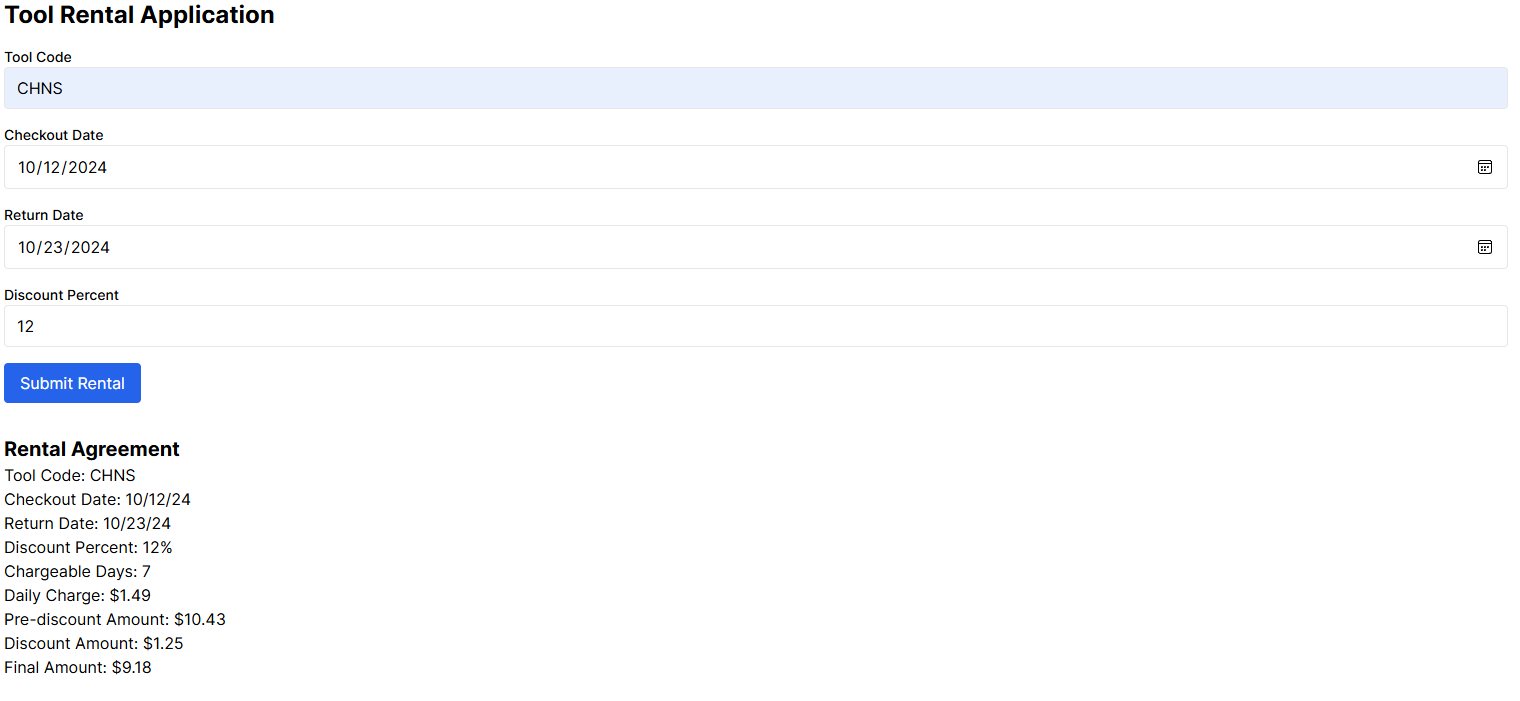 Tool Rental Application
Tool Code
CHNS
Checkout Date
10/12/2024
Return Date
10/23/2024
Discount Percent
12
Submit Rental
Rental Agreement
Tool Code: CHNS
Checkout Date: 10/12/24
Return Date: 10/23/24
Discount Percent: 12%
Chargeable Days: 7
Daily Charge: $1.49
Pre-discount Amount: $10.43
Discount Amount: $1.25
Final Amount: $9.18